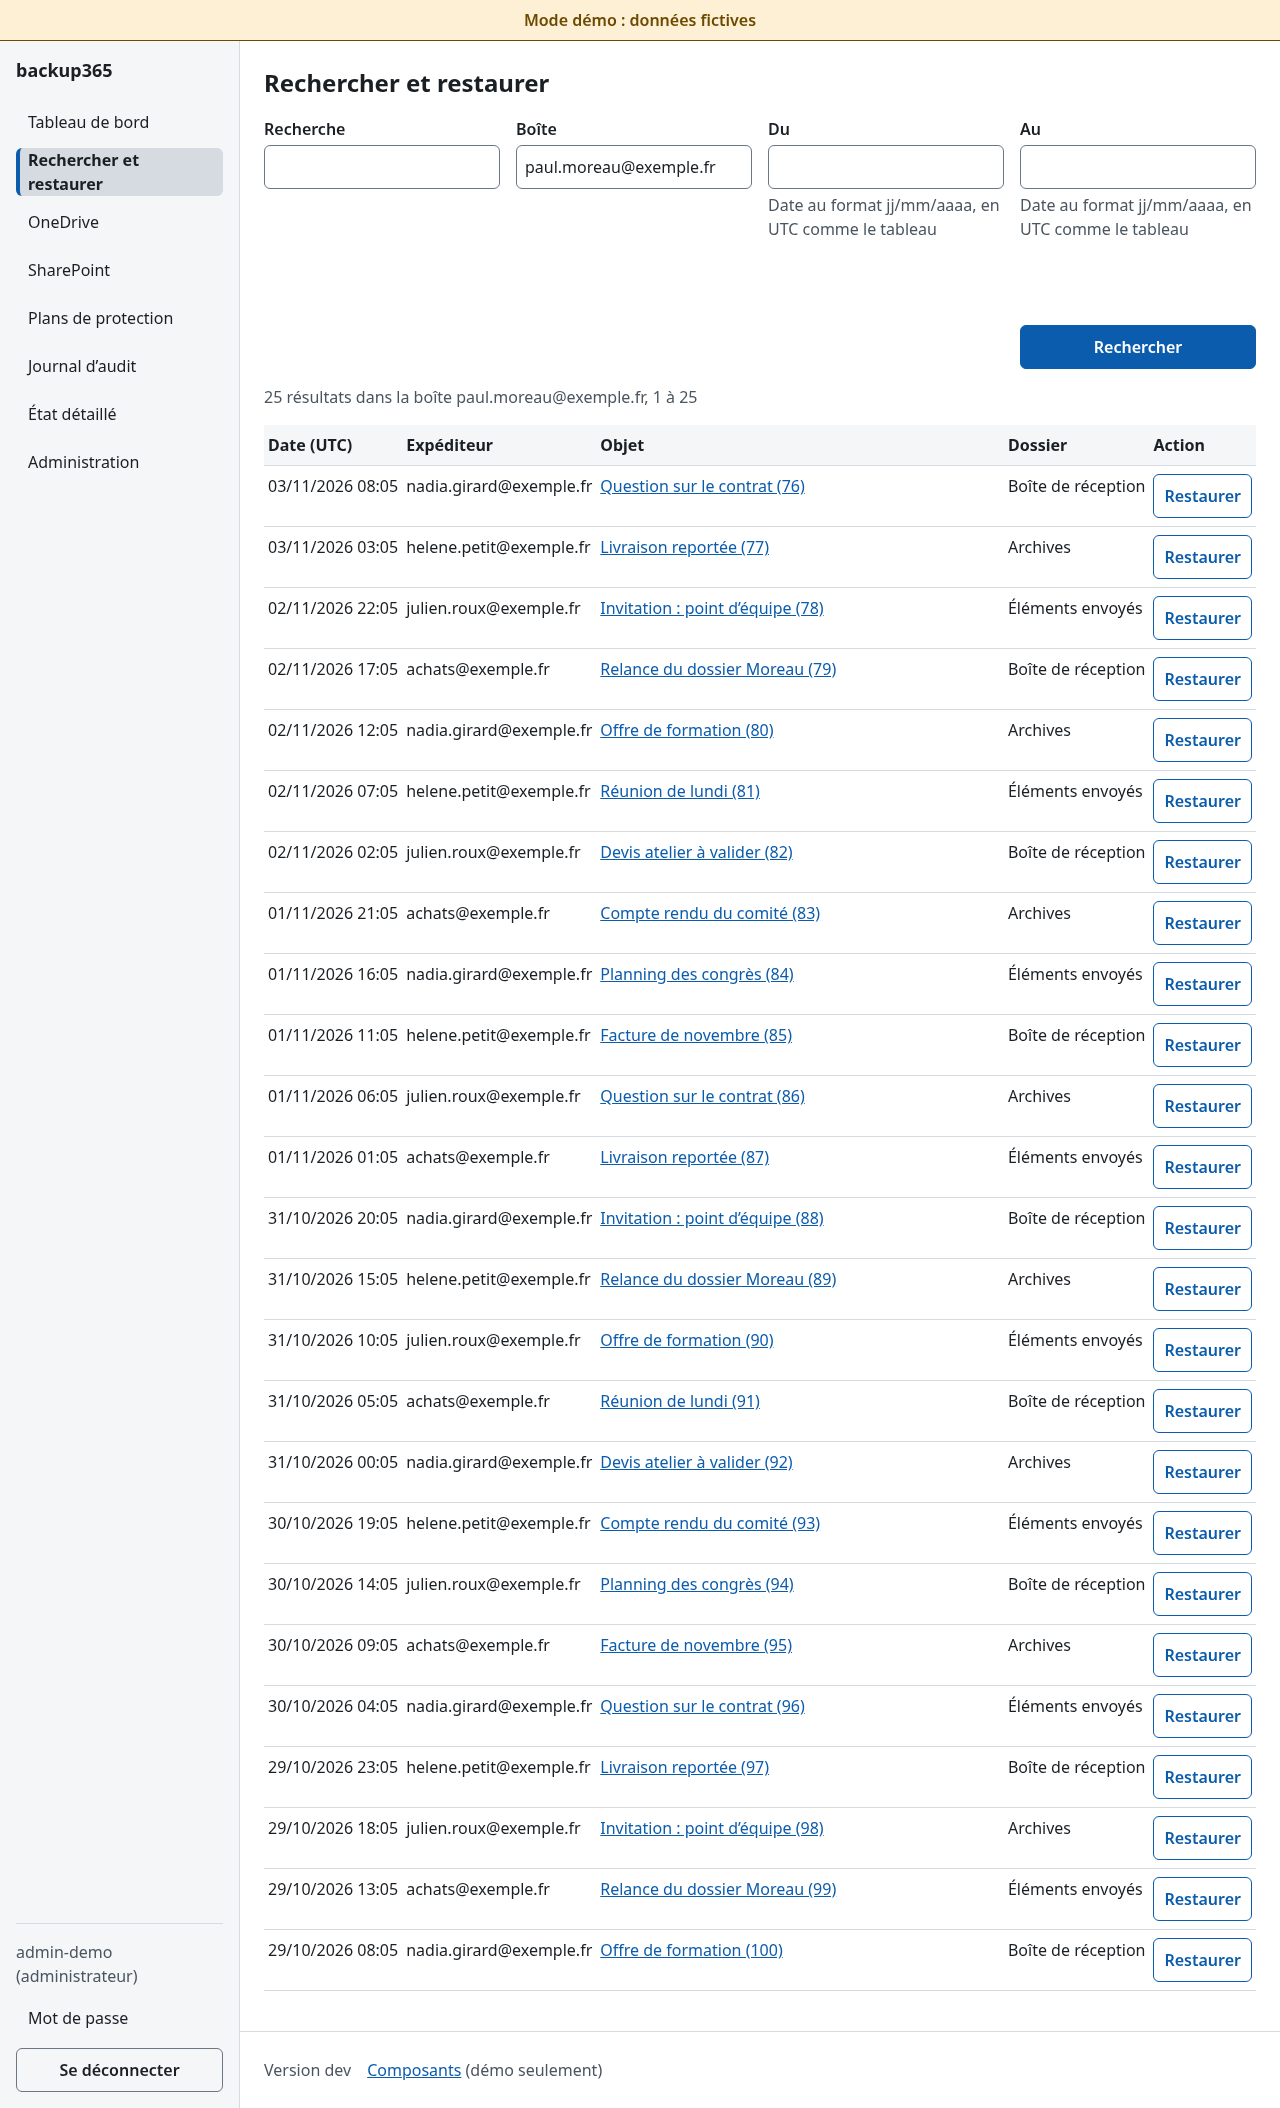 Mode démo : données fictives
backup365
Tableau de bord
Rechercher et
restaurer
OneDrive
SharePoint
Plans de protection
Journal d’audit
État détaillé
Administration
admin-demo
(administrateur)
Mot de passe
Se déconnecter
Rechercher et restaurer
Recherche Boîte Du Au
paul.moreau@exemple.fr
Date au format jj/mm/aaaa, en Date au format jj/mm/aaaa, en
UTC comme le tableau UTC comme le tableau
Rechercher
25 résultats dans la boîte paul.moreau@exemple.fr, 1 à 25
Date (UTC) Expéditeur Objet Dossier Action
03/11/2026 08:05 nadia.girard@exemple.fr Question sur le contrat (76) Boîte de réception Restaurer
03/11/2026 03:05 helene.petit@exemple.fr Livraison reportée (77) Archives Restaurer
02/11/2026 22:05 julien.roux@exemple.fr Invitation : point d’équipe (78) Éléments envoyés Restaurer
02/11/2026 17:05 achats@exemple.fr Relance du dossier Moreau (79) Boîte de réception Restaurer
02/11/2026 12:05 nadia.girard@exemple.fr Offre de formation (80) Archives Restaurer
02/11/2026 07:05 helene.petit@exemple.fr Réunion de lundi (81) Éléments envoyés Restaurer
02/11/2026 02:05 julien.roux@exemple.fr Devis atelier à valider (82) Boîte de réception Restaurer
01/11/2026 21:05 achats@exemple.fr Compte rendu du comité (83) Archives Restaurer
01/11/2026 16:05 nadia.girard@exemple.fr Planning des congrès (84) Éléments envoyés Restaurer
01/11/2026 11:05 helene.petit@exemple.fr Facture de novembre (85) Boîte de réception Restaurer
01/11/2026 06:05 julien.roux@exemple.fr Question sur le contrat (86) Archives Restaurer
01/11/2026 01:05 achats@exemple.fr Livraison reportée (87) Éléments envoyés Restaurer
31/10/2026 20:05 nadia.girard@exemple.fr Invitation : point d’équipe (88) Boîte de réception Restaurer
31/10/2026 15:05 helene.petit@exemple.fr Relance du dossier Moreau (89) Archives Restaurer
31/10/2026 10:05 julien.roux@exemple.fr Offre de formation (90) Éléments envoyés Restaurer
31/10/2026 05:05 achats@exemple.fr Réunion de lundi (91) Boîte de réception Restaurer
31/10/2026 00:05 nadia.girard@exemple.fr Devis atelier à valider (92) Archives Restaurer
30/10/2026 19:05 helene.petit@exemple.fr Compte rendu du comité (93) Éléments envoyés Restaurer
30/10/2026 14:05 julien.roux@exemple.fr Planning des congrès (94) Boîte de réception Restaurer
30/10/2026 09:05 achats@exemple.fr Facture de novembre (95) Archives Restaurer
30/10/2026 04:05 nadia.girard@exemple.fr Question sur le contrat (96) Éléments envoyés Restaurer
29/10/2026 23:05 helene.petit@exemple.fr Livraison reportée (97) Boîte de réception Restaurer
29/10/2026 18:05 julien.roux@exemple.fr Invitation : point d’équipe (98) Archives Restaurer
29/10/2026 13:05 achats@exemple.fr Relance du dossier Moreau (99) Éléments envoyés Restaurer
29/10/2026 08:05 nadia.girard@exemple.fr Offre de formation (100) Boîte de réception Restaurer
Version dev Composants (démo seulement)